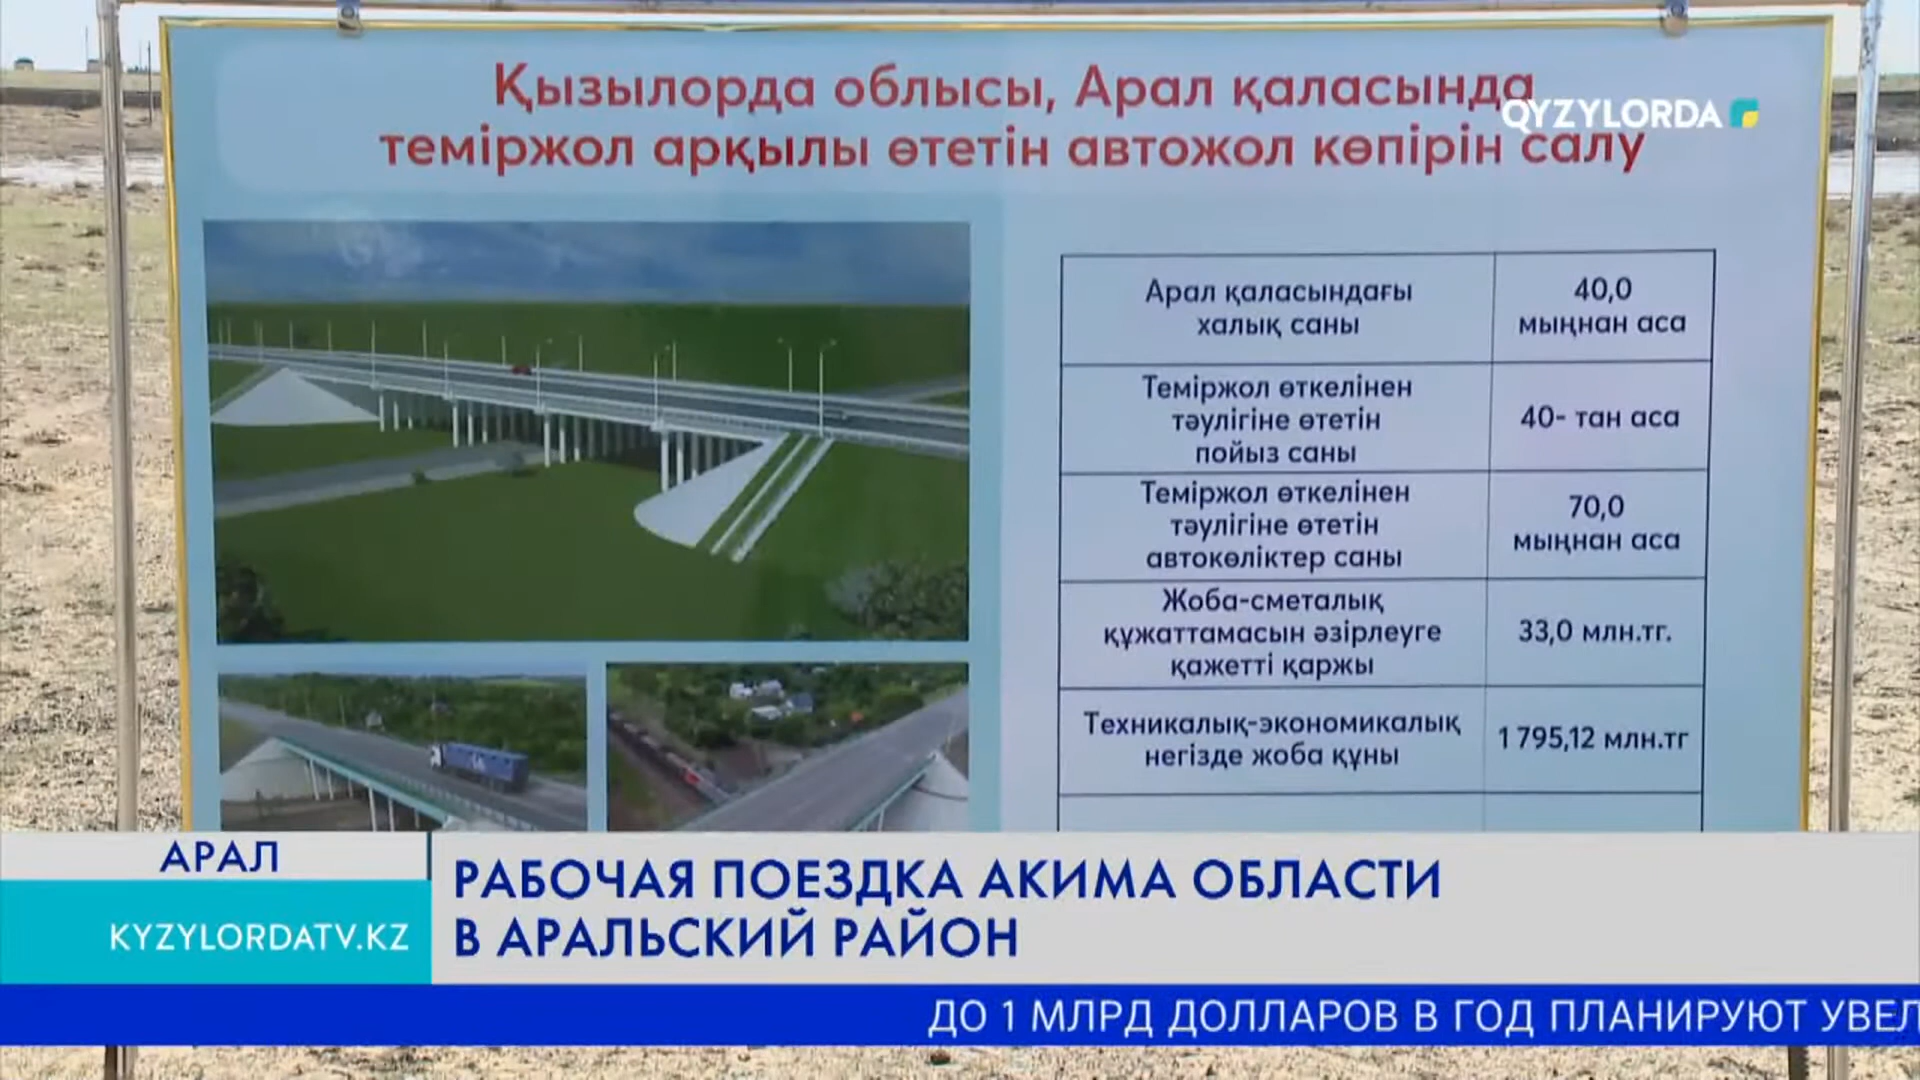 Қызылорда облысы, Арал қаласында
теміржол арқылы өтетін автожол көпірін салу
QYZYLORDA
Арал қаласындағы
халық саны
40,0
мыңнан аса
Теміржол өткелінен
тәулігіне өтетін
пойыз саны
40- тан аса
Теміржол өткелінен
тәулігіне өтетін
автокөліктер саны
70,0
мыңнан аса
Жоба-сметалық
құжаттамасын әзірлеуге
қажетті қаржы
33,0 млн.тг.
Техникалық-экономикалық
негізде жоба құны
1 795,12 млн.тг
АРАЛ
KYZYLORDATV.KZ
РАБОЧАЯ ПОЕЗДКА АКИМА ОБЛАСТИ
В АРАЛЬСКИЙ РАЙОН
ДО 1 МЛРД ДОЛЛАРОВ В ГОД ПЛАНИРУЮТ УВЕЛ